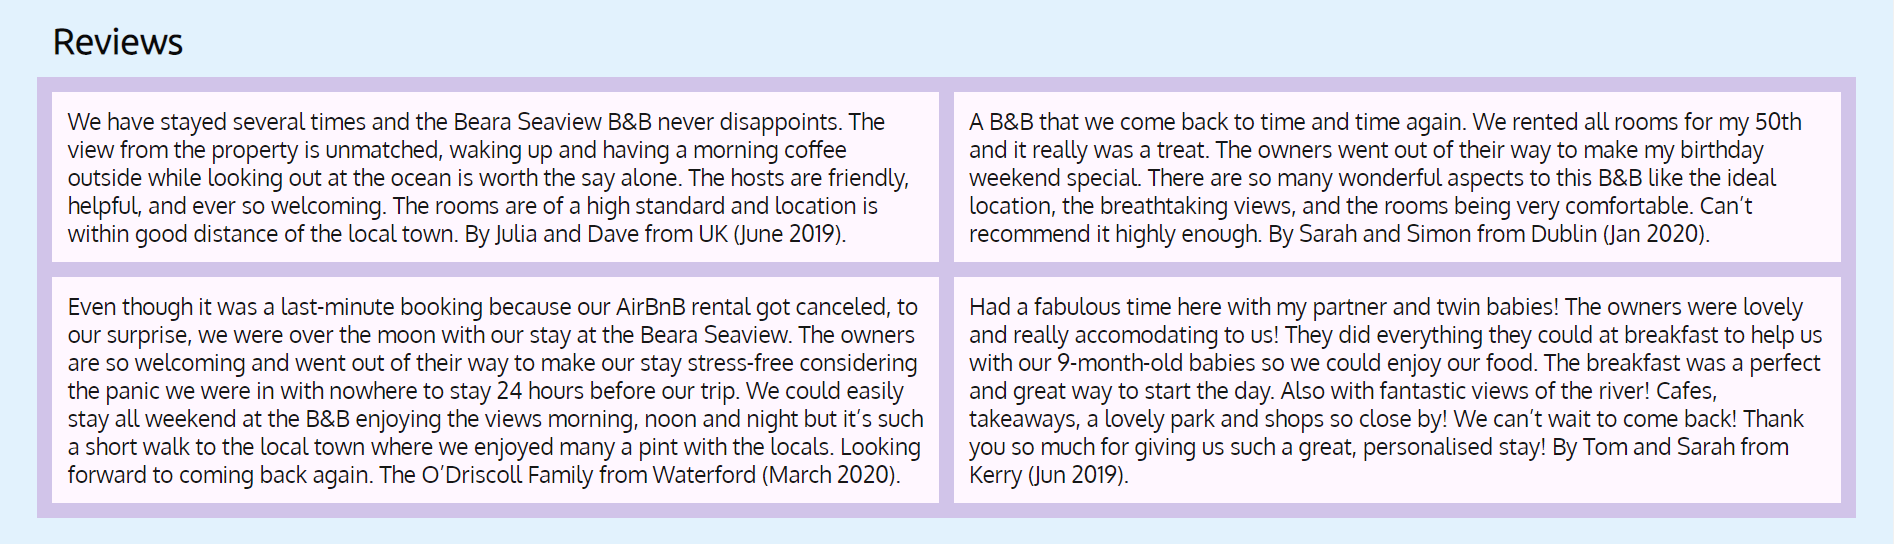 Reviews
We have stayed several times and the Beara Seaview B&B never disappoints. The
view from the property is unmatched, waking up and having a morning coffee
outside while looking out at the ocean is worth the say alone. The hosts are friendly,
helpful, and ever so welcoming. The rooms are of a high standard and location is
within good distance of the local town. By Julia and Dave from UK (June 2019).
A B&B that we come back to time and time again. We rented all rooms for my 50th
and it really was a treat. The owners went out of their way to make my birthday
weekend special. There are so many wonderful aspects to this B&B like the ideal
location, the breathtaking views, and the rooms being very comfortable. Can’t
recommend it highly enough. By Sarah and Simon from Dublin (Jan 2020).
Even though it was a last-minute booking because our AirBnB rental got canceled, to
our surprise, we were over the moon with our stay at the Beara Seaview. The owners
are so welcoming and went out of their way to make our stay stress-free considering
the panic we were in with nowhere to stay 24 hours before our trip. We could easily
stay all weekend at the B&B enjoying the views morning, noon and night but it’s such
a short walk to the local town where we enjoyed many a pint with the locals. Looking
forward to coming back again. The O’Driscoll Family from Waterford (March 2020).
Had a fabulous time here with my partner and twin babies! The owners were lovely
and really accomodating to us! They did everything they could at breakfast to help us
with our 9-month-old babies so we could enjoy our food. The breakfast was a perfect
and great way to start the day. Also with fantastic views of the river! Cafes,
takeaways, a lovely park and shops so close by! We can’t wait to come back! Thank
you so much for giving us such a great, personalised stay! By Tom and Sarah from
Kerry (Jun 2019).